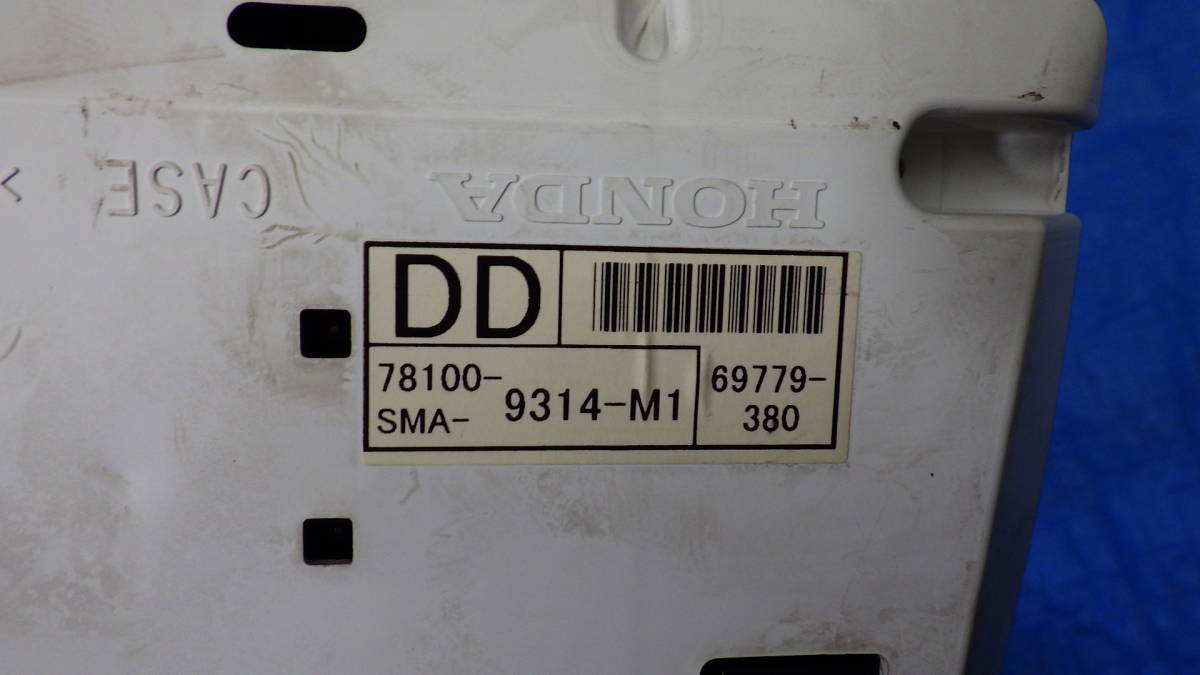 HONDA
CASE
>
DD
78100-
SMA-
9314-M1
69779-
380